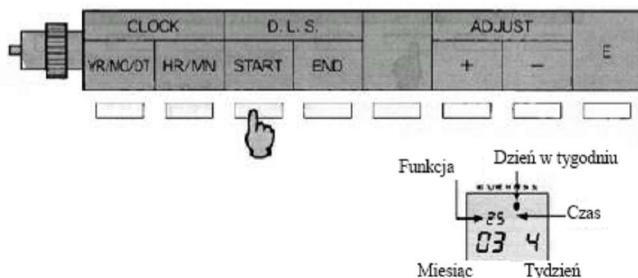 CLOCK D. L. S. ADJUST
YR/MO/DT HR/MN START END + − E
Dzień w tygodniu
Funkcja
Czas
25
03 4
Miesiąc Tydzień